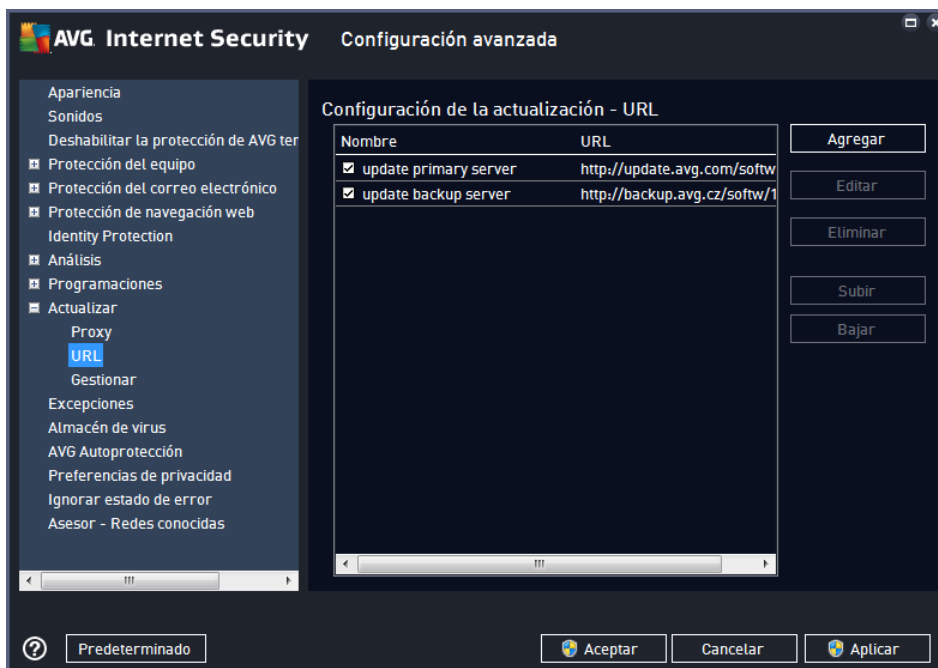 AVG. Internet Security Configuración avanzada
Apariencia
Sonidos
Deshabilitar la protección de AVG ter
Protección del equipo
Protección del correo electrónico
Protección de navegación web
Identity Protection
Análisis
Programaciones
Actualizar
Proxy
URL
Gestionar
Excepciones
Almacén de virus
AVG Autoprotección
Preferencias de privacidad
Ignorar estado de error
Asesor - Redes conocidas
Configuración de la actualización - URL
Nombre URL
update primary server http://update.avg.com/softw
update backup server http://backup.avg.cz/softw/1
Agregar
Editar
Eliminar
Subir
Bajar
Predeterminado
Aceptar
Cancelar
Aplicar